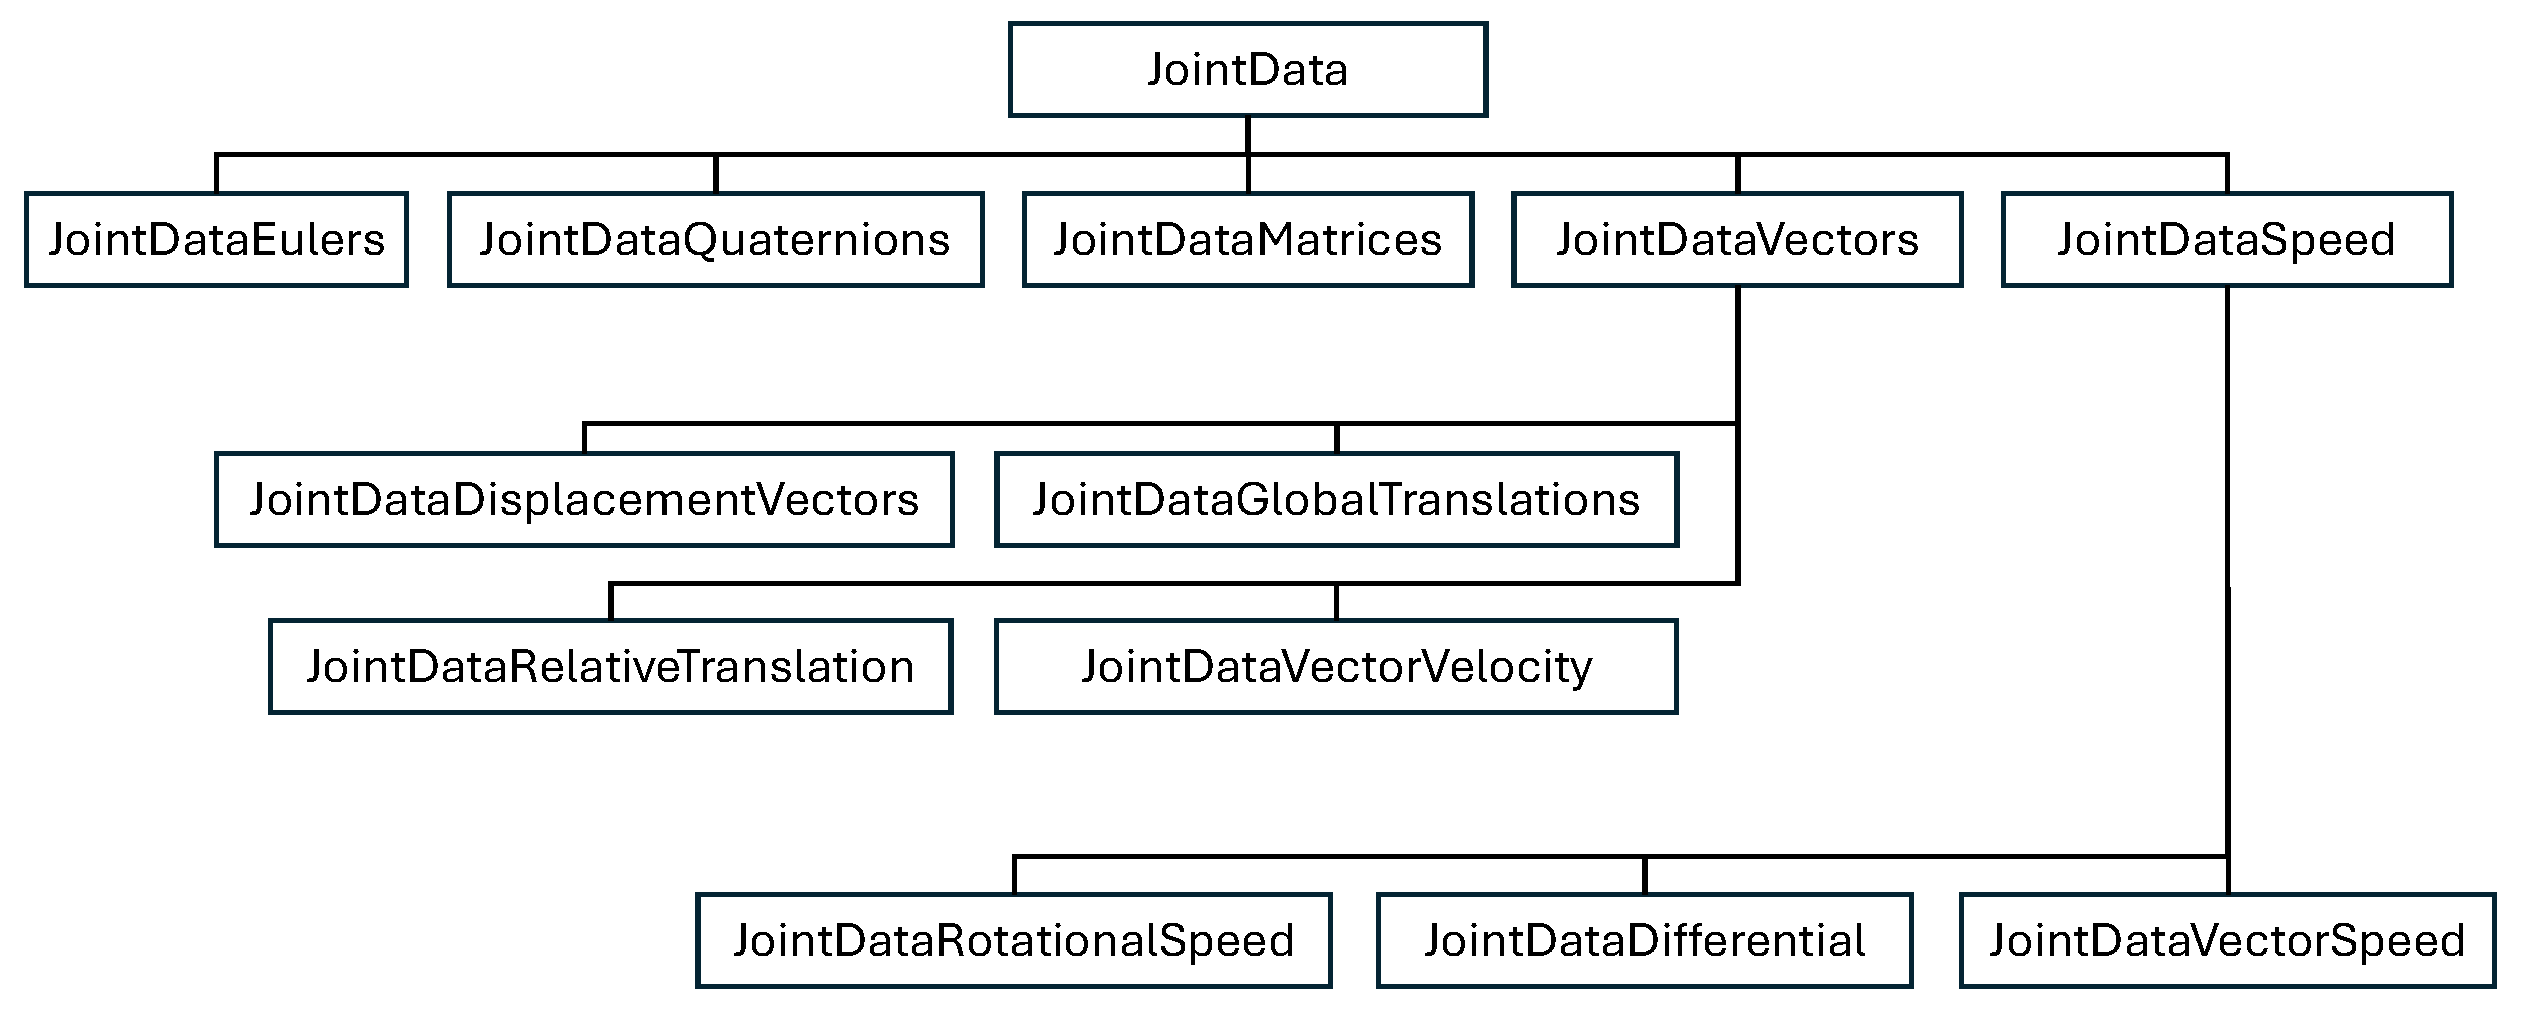 JointData
JointDataEulers
JointDataQuaternions
JointDataMatrices
JointDataVectors
JointDataSpeed
JointDataDisplacementVectors
JointDataGlobalTranslations
JointDataRelativeTranslation
JointDataVectorVelocity
JointDataRotationalSpeed
JointDataDifferential
JointDataVectorSpeed